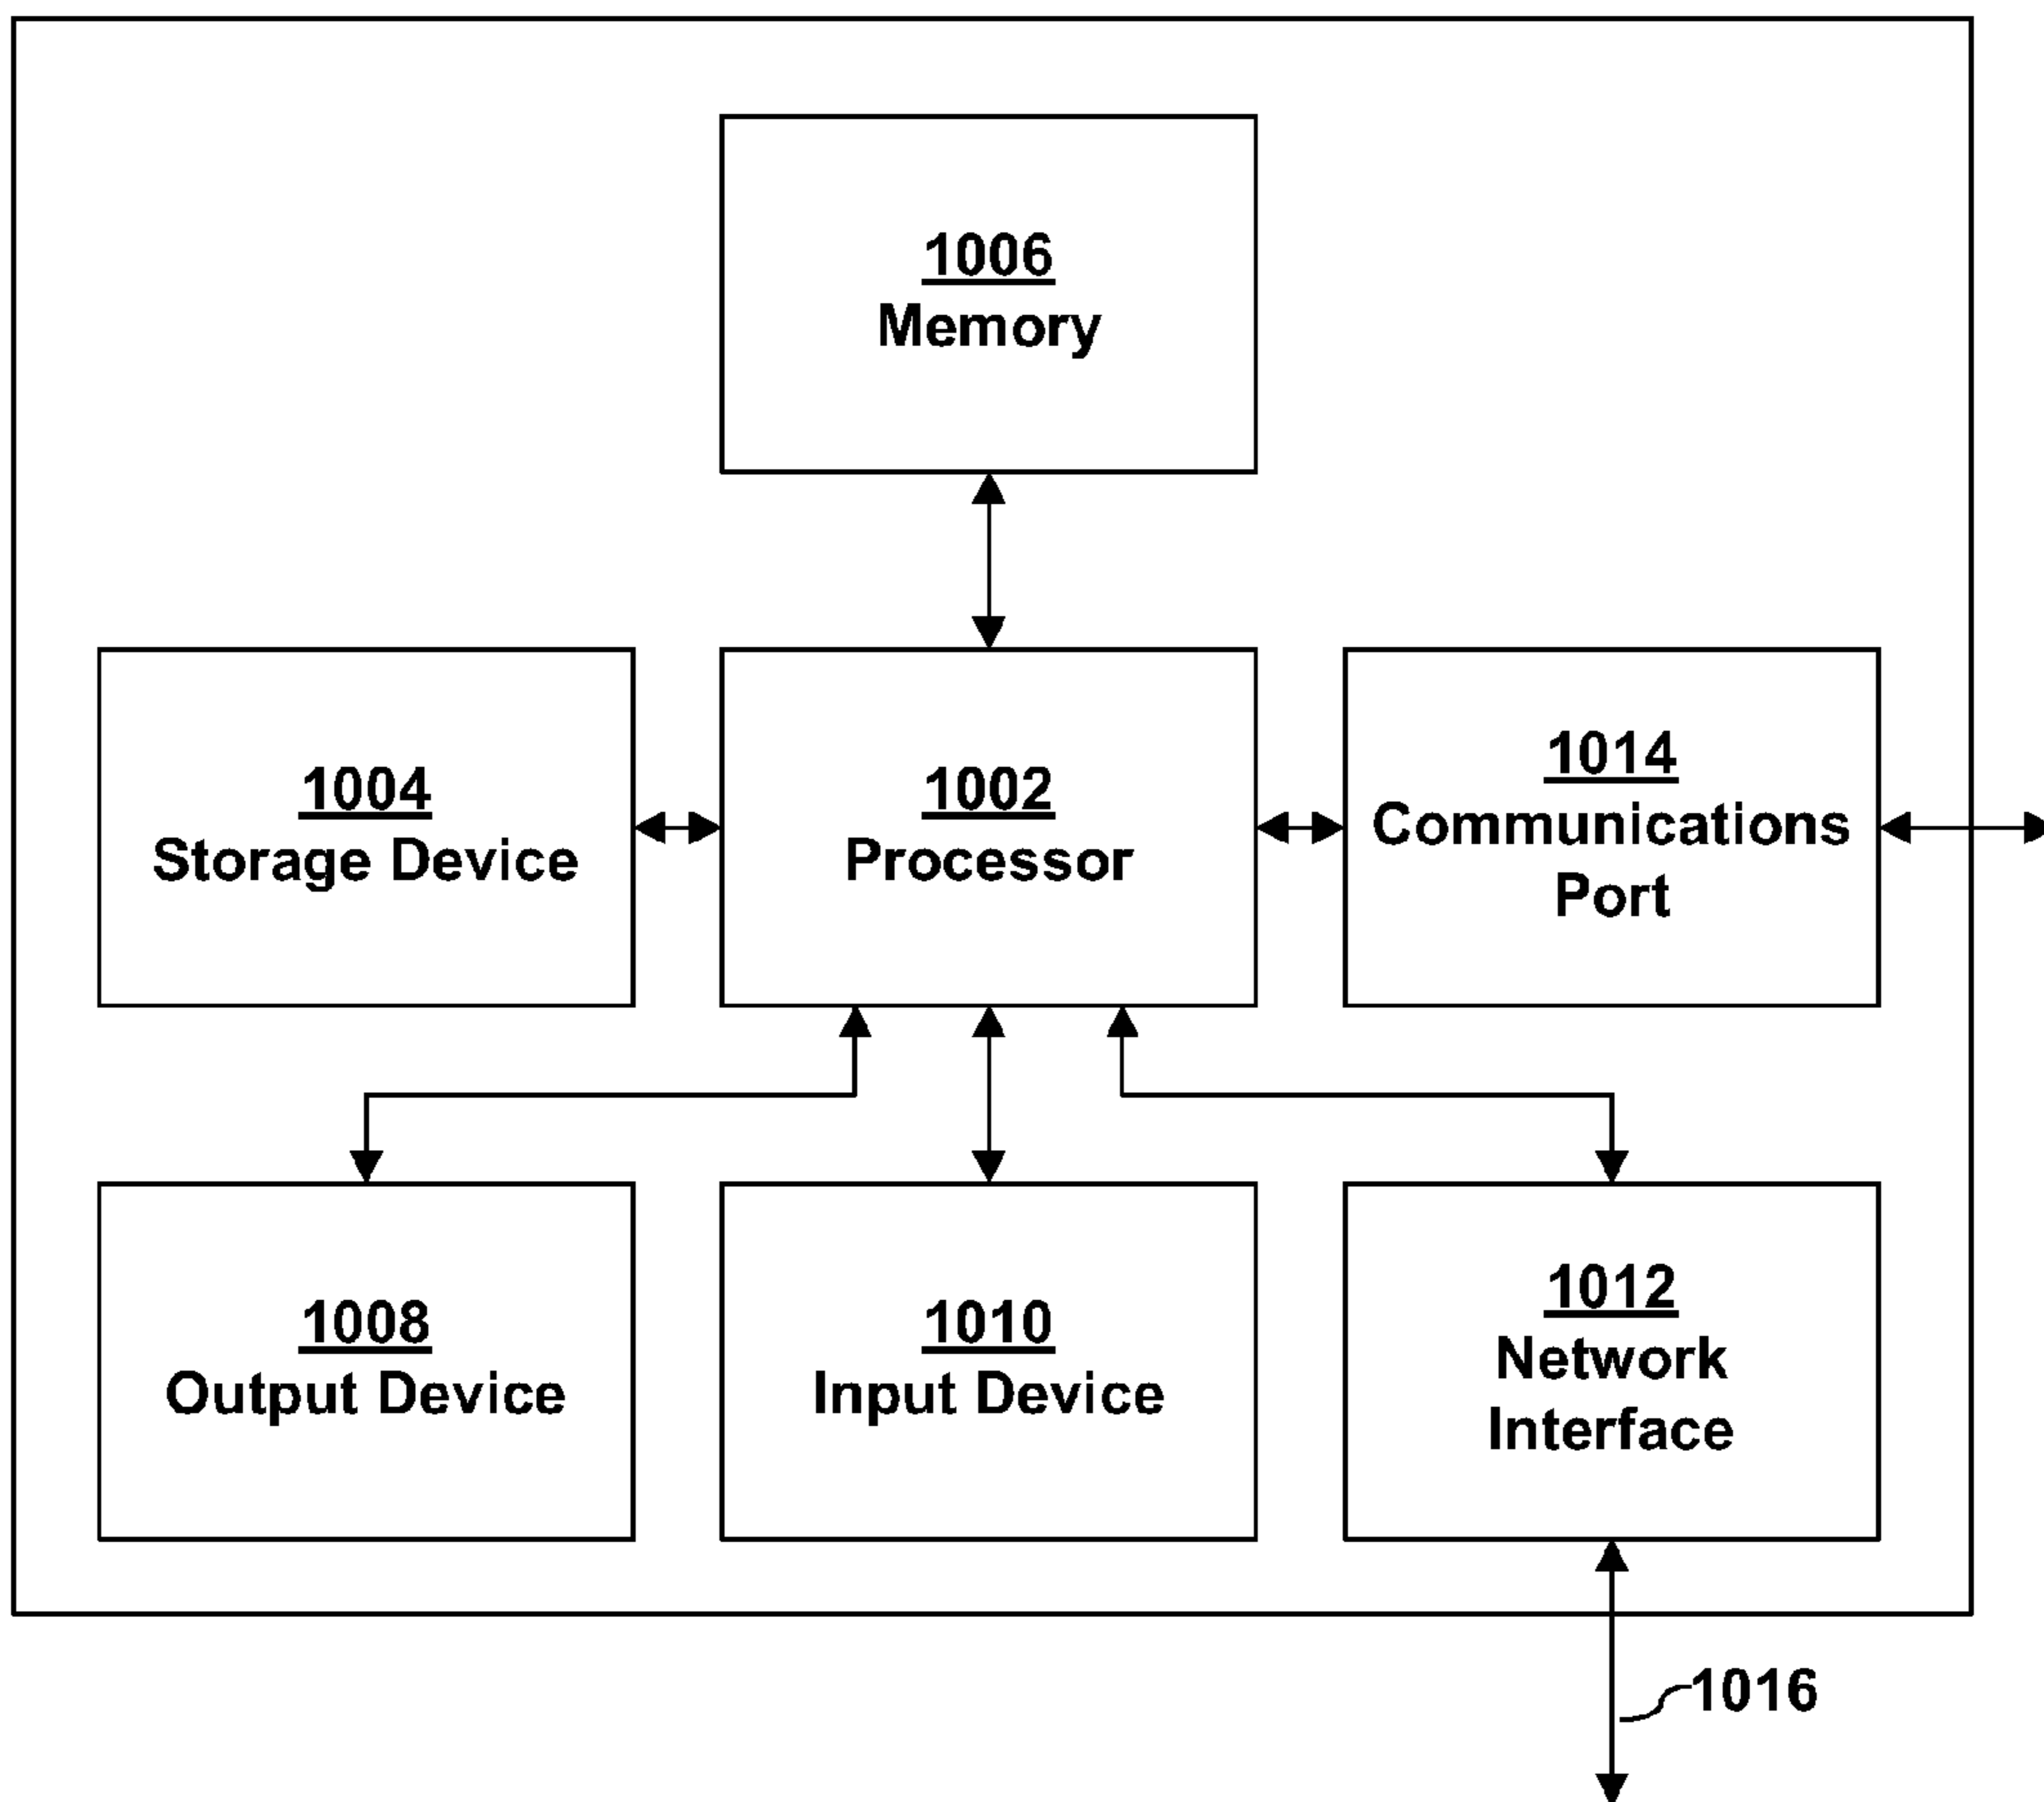 1006
Memory
1004
Storage Device
1002
Processor
1014
Communications
Port
1008
Output Device
1010
Input Device
1012
Network
Interface
1016